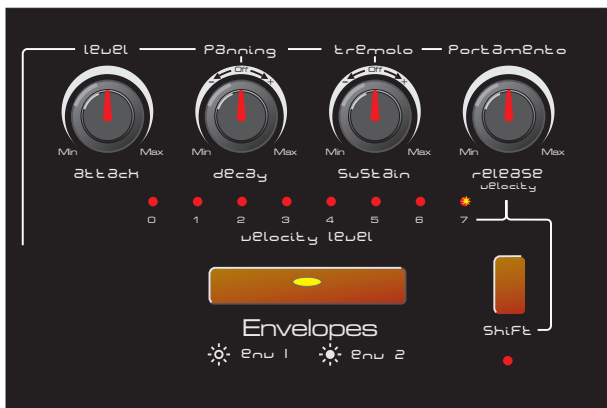 level Panning tremolo Portamento
Off Off
- + - +
Min Max Min Max Min Max Min Max
attack decay Sustain release
velocity
0 1 2 3 4 5 6 7
velocity level
Envelopes
Shift
env 1 env 2